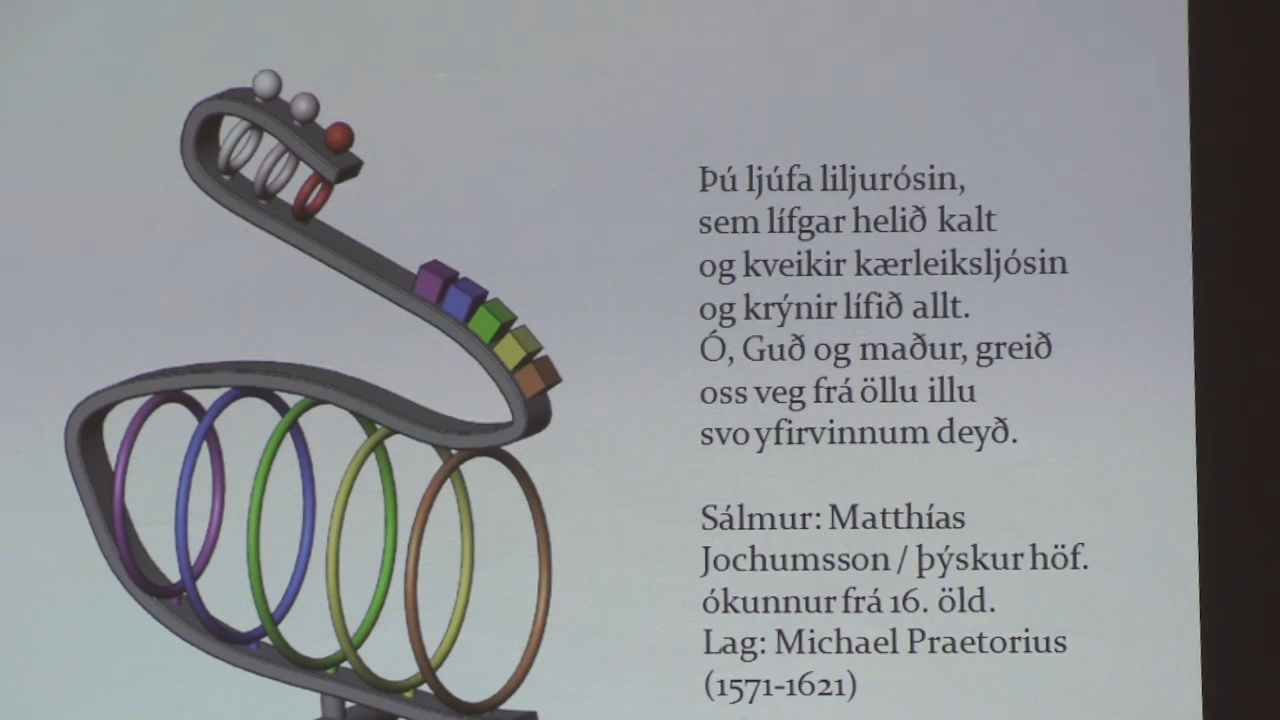 Þú ljúfa liljurósin,
sem lífgar helið kalt
og kveikir kærleiksljósin
og krýnir lífið allt.
Ó, Guð og maður, greið
oss veg frá öllu illu
svo yfirvinnum deyð.
Sálmur: Matthías
Jochumsson / þýskur höf.
ókunnur frá 16. öld.
Lag: Michael Praetorius
(1571-1621)